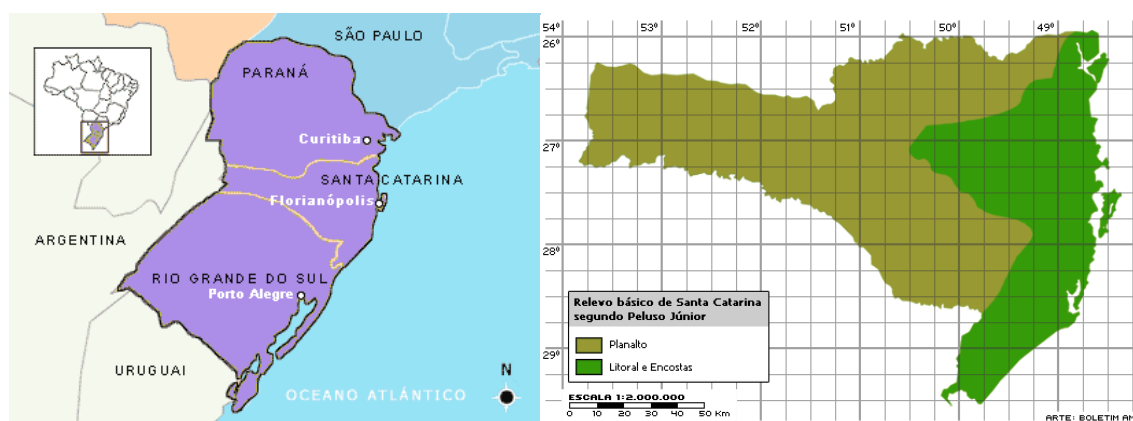 SÃO PAULO
PARANÁ
Curitiba
SANTA CATARINA
Florianópolis
ARGENTINA
RIO GRANDE DO SUL
Porto Alegre
URUGUAI
N
OCEANO ATLÁNTICO
54° 53° 52° 51° 50° 49°
26°
27°
28°
29°
Relevo básico de Santa Catarina
segundo Peluso Júnior
Planalto
Litoral e Encostas
ESCALA 1:2.000.000
0 10 20 30 40 50 Km
ARTE: BOLETIM AM